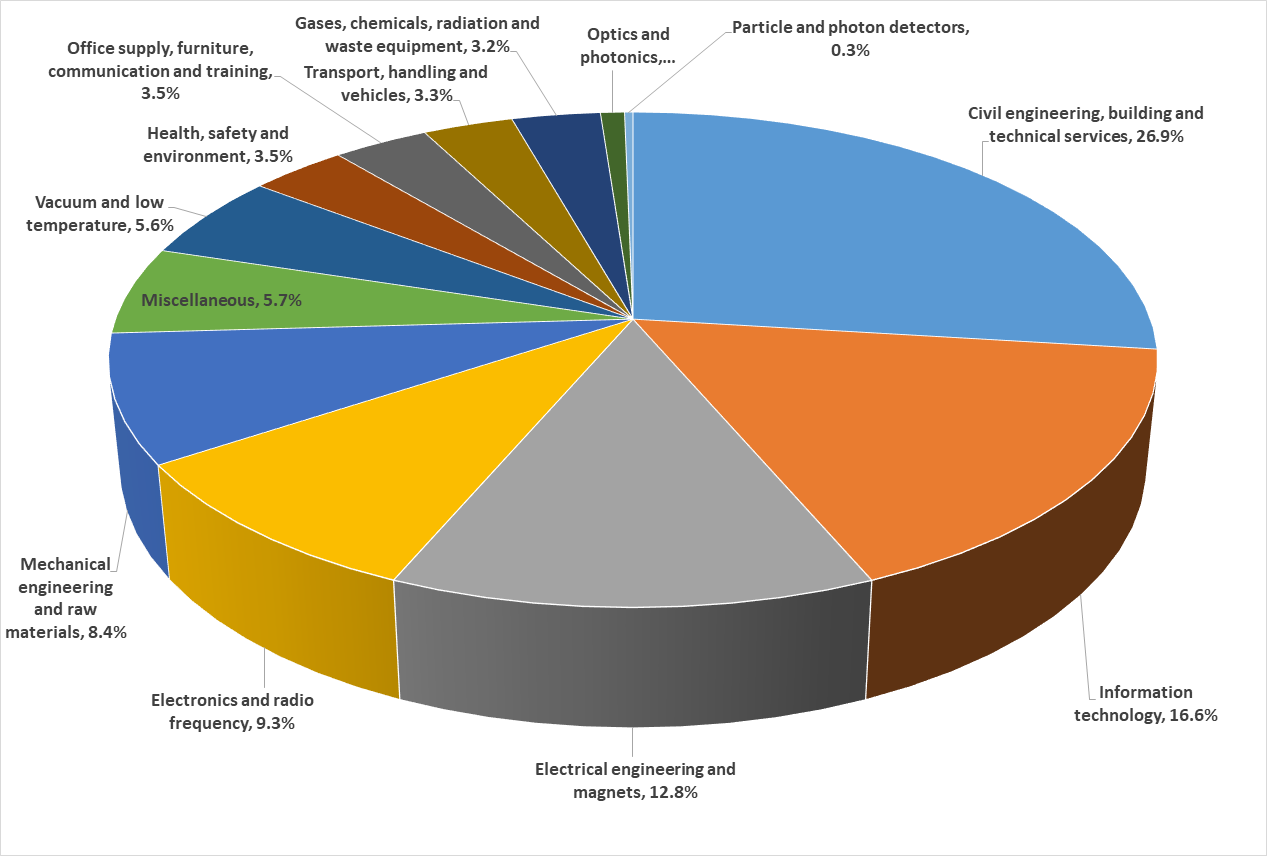 Gases, chemicals, radiation and
waste equipment, 3.2%
Optics and
photonics,...
Particle and photon detectors,
0.3%
Office supply, furniture,
communication and training,
3.5%
Transport, handling and
vehicles, 3.3%
Civil engineering, building and
technical services, 26.9%
Health, safety and
environment, 3.5%
Vacuum and low
temperature, 5.6%
Miscellaneous, 5.7%
Mechanical
engineering
and raw
materials, 8.4%
Electronics and radio
frequency, 9.3%
Information
technology, 16.6%
Electrical engineering and
magnets, 12.8%